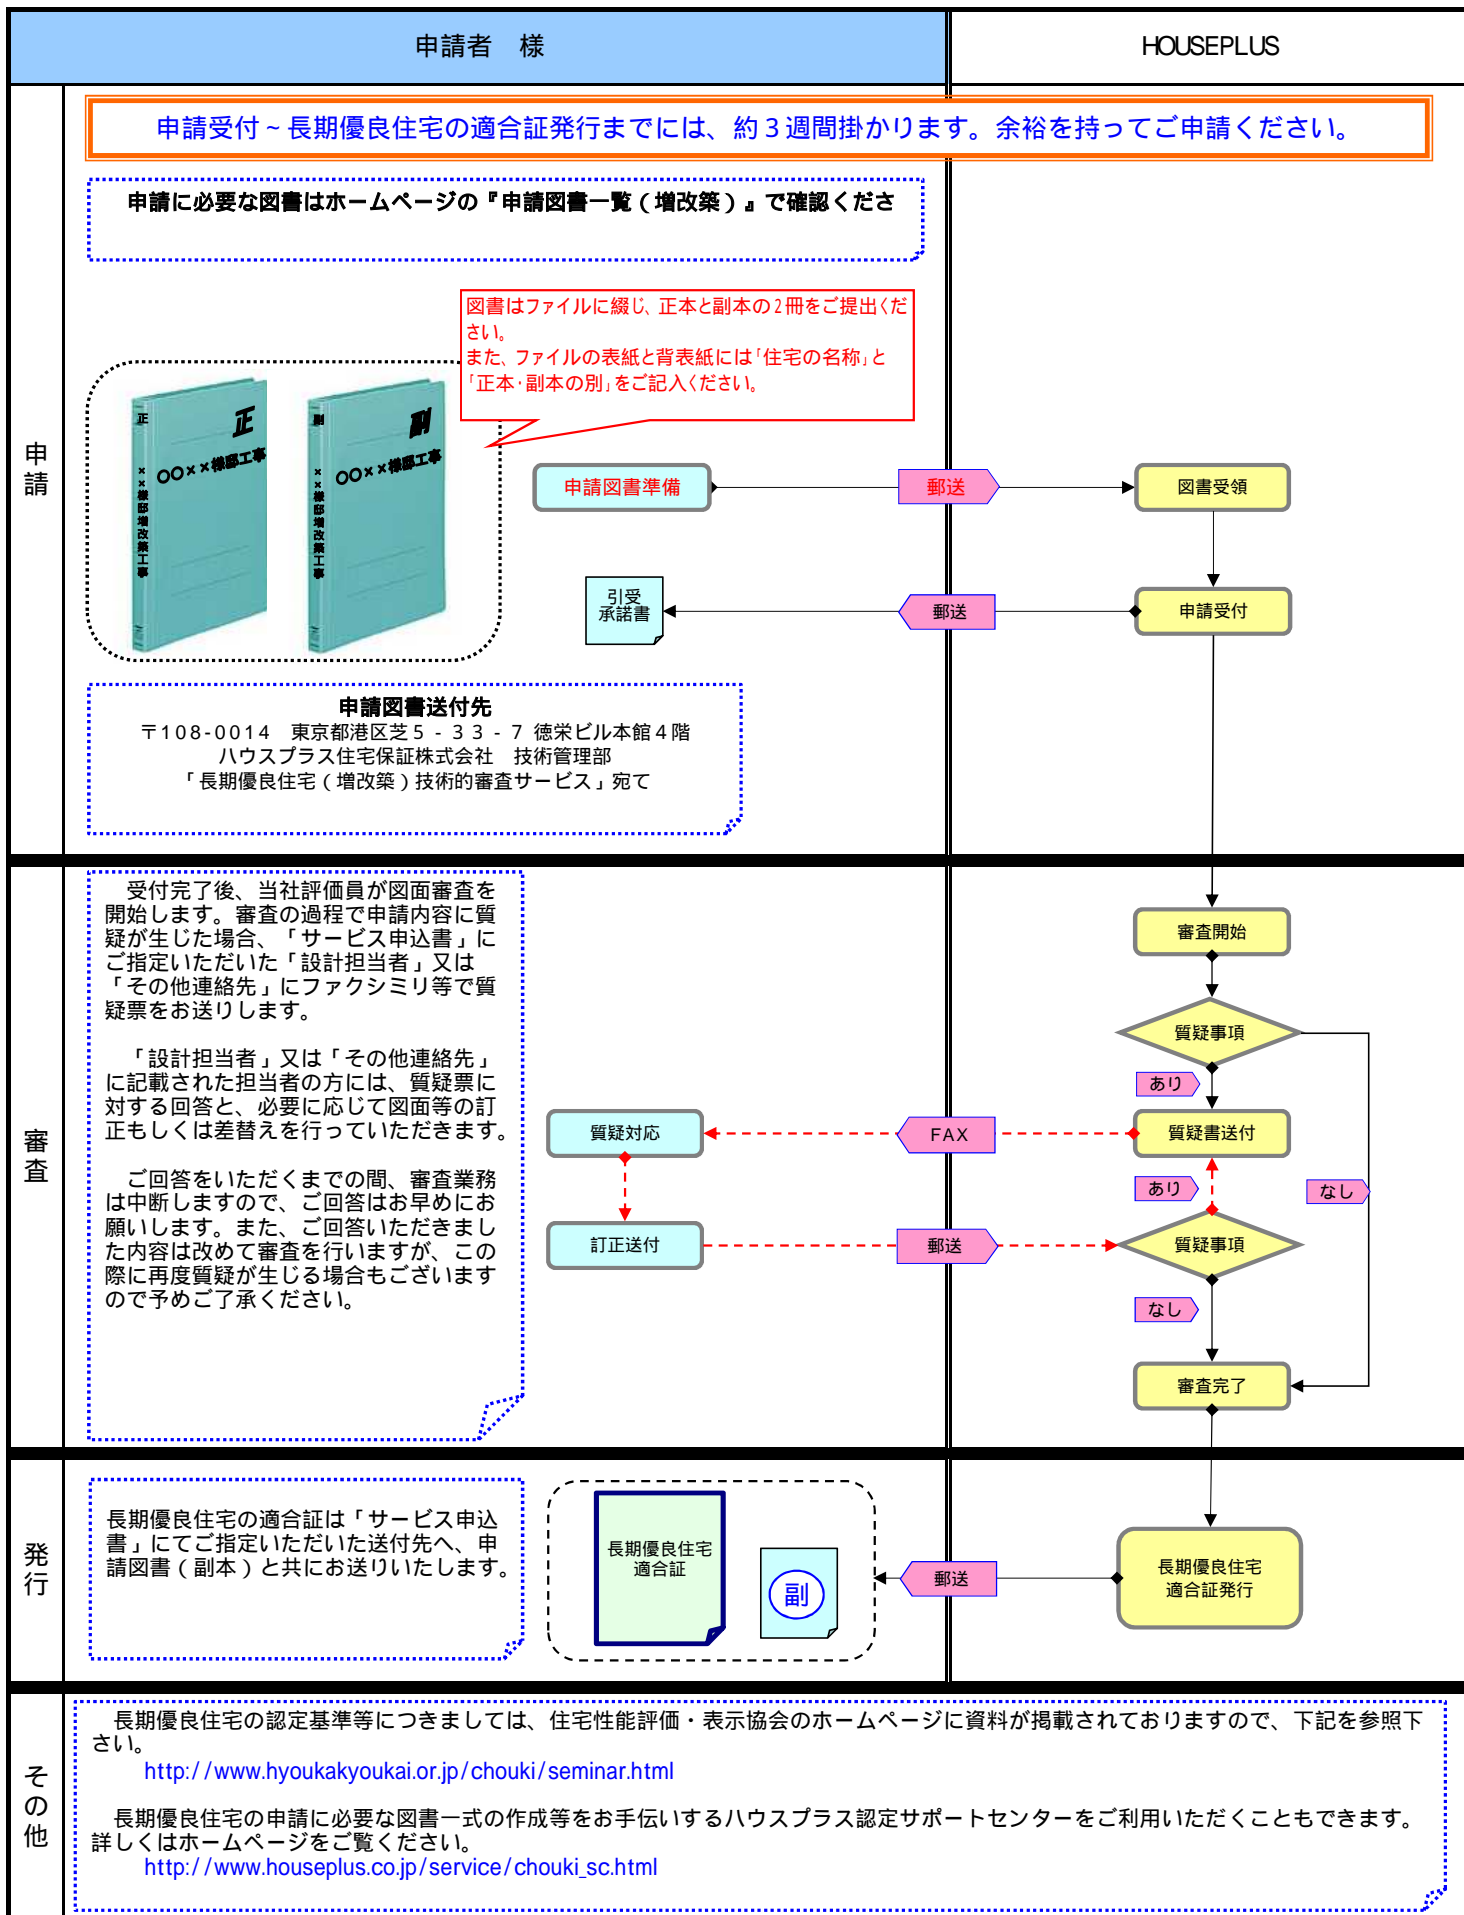 申請者　様
HOUSEPLUS
申請
申請受付～長期優良住宅の適合証発行までには、約３週間掛かります。余裕を持ってご申請ください。
申請に必要な図書はホームページの『申請図書一覧（増改築）』で確認くださ
図書はファイルに綴じ、正本と副本の2冊をご提出くだ
さい。
また、ファイルの表紙と背表紙には「住宅の名称」と
「正本・副本の別」をご記入ください。
正
××様邸増改築工事
正
〇〇××様邸工事
副
××様邸増改築工事
副
〇〇××様邸工事
申請図書準備
郵送
図書受領
引受
承諾書
郵送
申請受付
申請図書送付先
〒108-0014　東京都港区芝５-３３-７ 徳栄ビル本館４階
ハウスプラス住宅保証株式会社　技術管理部
「長期優良住宅（増改築）技術的審査サービス」宛て
審査
　受付完了後、当社評価員が図面審査を
開始します。審査の過程で申請内容に質
疑が生じた場合、「サービス申込書」に
ご指定いただいた「設計担当者」又は
「その他連絡先」にファクシミリ等で質
疑票をお送りします。
　「設計担当者」又は「その他連絡先」
に記載された担当者の方には、質疑票に
対する回答と、必要に応じて図面等の訂
正もしくは差替えを行っていただきます。
　ご回答をいただくまでの間、審査業務
は中断しますので、ご回答はお早めにお
願いします。また、ご回答いただきまし
た内容は改めて審査を行いますが、この
際に再度質疑が生じる場合もございます
ので予めご了承ください。
審査開始
質疑事項
あり
質疑対応
FAX
質疑書送付
あり
なし
訂正送付
郵送
質疑事項
なし
審査完了
発行
長期優良住宅の適合証は「サービス申込
書」にてご指定いただいた送付先へ、申
請図書（副本）と共にお送りいたします。
長期優良住宅
適合証
副
郵送
長期優良住宅
適合証発行
その他
　長期優良住宅の認定基準等につきましては、住宅性能評価・表示協会のホームページに資料が掲載されておりますので、下記を参照下
さい。
http://www.hyoukakyoukai.or.jp/chouki/seminar.html
　長期優良住宅の申請に必要な図書一式の作成等をお手伝いするハウスプラス認定サポートセンターをご利用いただくこともできます。
詳しくはホームページをご覧ください。
http://www.houseplus.co.jp/service/chouki_sc.html